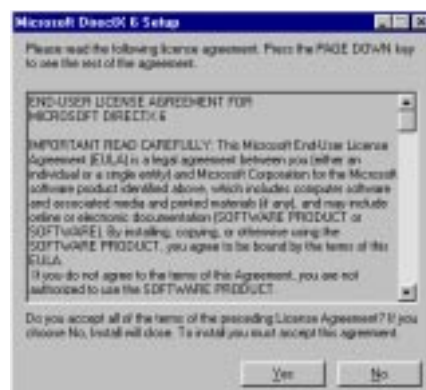 Microsoft DirectX 6 Setup
Please read the following license agreement. Press the PAGE DOWN key
to see the rest of the agreement.
END-USER LICENSE AGREEMENT FOR
MICROSOFT DIRECTX 6
IMPORTANT READ CAREFULLY: This Microsoft End-User License
Agreement (EULA) is a legal agreement between you (either an
individual or a single entity) and Microsoft Corporation for the Microsoft
software product identified above, which includes computer software
and associated media and printed materials (if any), and may include
online or electronic documentation (SOFTWARE PRODUCT or
SOFTWARE). By installing, copying, or otherwise using the
SOFTWARE PRODUCT, you agree to be bound by the terms of this
EULA.
If you do not agree to the terms of this Agreement, you are not
authorized to use the SOFTWARE PRODUCT.
Do you accept all of the terms of the preceding License Agreement? If you
choose No, Install will close. To install you must accept this agreement.
Yes No